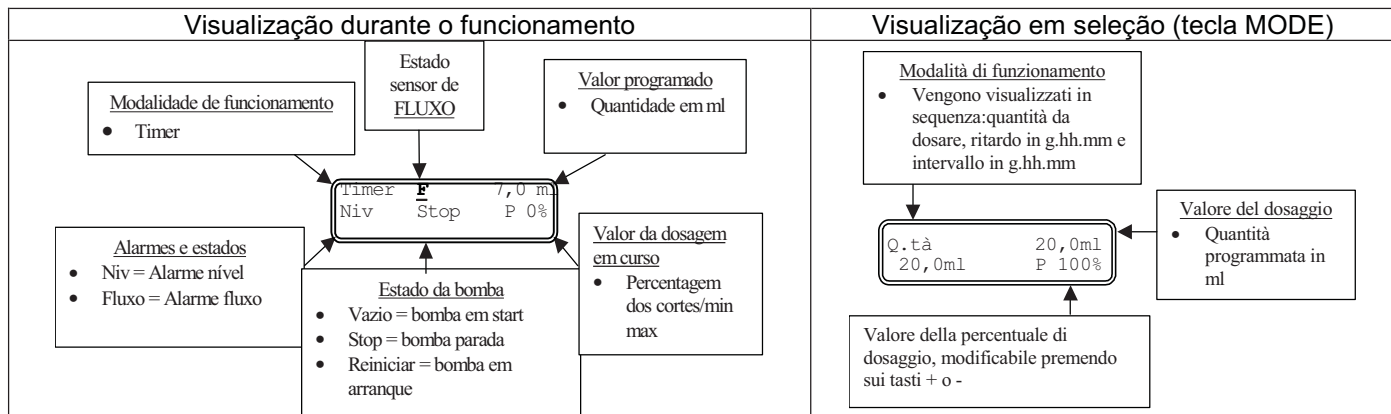 Visualização durante o funcionamento
Visualização em seleção (tecla MODE)
Modalidade de funcionamento
• Timer
Estado
sensor de
FLUXO
Valor programado
• Quantidade em ml
Timer F 7,0 ml
Niv Stop P 0%
Alarmes e estados
• Niv = Alarme nível
• Fluxo = Alarme fluxo
Estado da bomba
• Vazio = bomba em start
• Stop = bomba parada
• Reiniciar = bomba em
arranque
Valor da dosagem
em curso
• Percentagem
dos cortes/min
max
Modalità di funzionamento
• Vengono visualizzati in
sequenza:quantità da
dosare, ritardo in g.hh.mm e
intervallo in g.hh.mm
Q.tà 20,0ml
20,0ml P 100%
Valore del dosaggio
• Quantità
programmata in
ml
Valore della percentuale di
dosaggio, modificabile premendo
sui tasti + o -